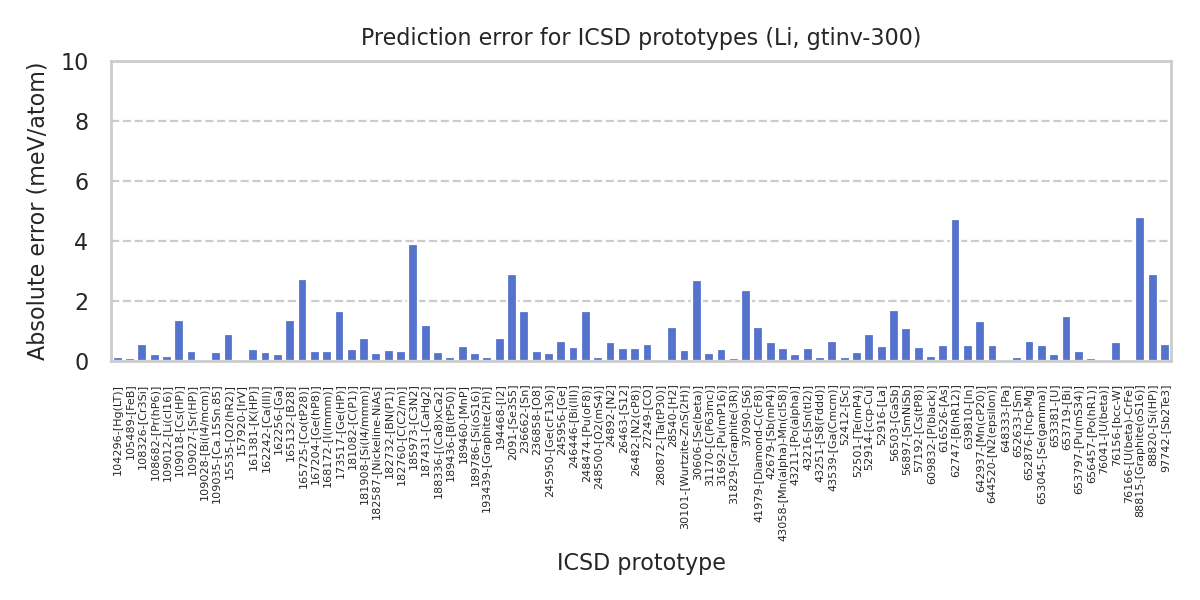 Prediction error for ICSD prototypes (Li, gtinv-300)
Absolute error (meV/atom)
10
8
6
4
2
0
104296-[Hg(LT)]
105489-[FeB]
108326-[Cr3Si]
108682-[Pr(hP6)]
109012-[Li(cI16)]
109018-[Cs(HP)]
109027-[Sr(HP)]
109028-[Bi(I4/mcm)]
109035-[Ca.15Sn.85]
15535-[O2(hR2)]
157920-[IrV]
161381-[K(HP)]
162242-[Ca(III)]
162256-[Ga]
165132-[B28]
165725-[Co(tP28)]
167204-[Ge(hP8)]
168172-[I(Immm)]
173517-[Ge(HP)]
181082-[C(P1)]
181908-[Si(I4/mmm)]
182587-[Nickeline-NiAs]
182732-[BN(P1)]
182760-[C(C2/m)]
185973-[C3N2]
187431-[CaHg2]
188336-[(Ca8)xCa2]
189436-[B(tP50)]
189460-[MnP]
189786-[Si(oS16)]
193439-[Graphite(2H)]
194468-[I2]
2091-[Se3S5]
236662-[Sn]
236858-[O8]
245950-[Ge(cF136)]
245956-[Ge]
246446-[Bi(III)]
248474-[Pu(oF8)]
248500-[O2(mS4)]
24892-[N2]
26463-[S12]
26482-[N2(cP8)]
27249-[CO]
280872-[Ta(tP30)]
28540-[H2]
30101-[Wurtzite-ZnS(2H)]
30606-[Se(beta)]
31170-[C(P63mc)]
31692-[Pu(mP16)]
31829-[Graphite(3R)]
37090-[S6]
41979-[Diamond-C(cF8)]
42679-[Sb(mP4)]
43058-[Mn(alpha)-Mn(cI58)]
43211-[Po(alpha)]
43216-[Sn(tI2)]
43251-[S8(Fddd)]
43539-[Ga(Cmcm)]
52412-[Sc]
52501-[Te(mP4)]
52914-[fcc-Cu]
52916-[La]
56503-[GaSb]
56897-[SmNiSb]
57192-[Cs(tP8)]
609832-[P(black)]
616526-[As]
62747-[B(hR12)]
639810-[In]
642937-[Mn(cP20)]
644520-[N2(epsilon)]
648333-[Pa]
652633-[Sm]
652876-[hcp-Mg]
653045-[Se(gamma)]
653381-[U]
653719-[Bi]
653797-[Pu(mS34)]
656457-[Po(hR1)]
76041-[U(beta)]
76156-[bcc-W]
76166-[U(beta)-CrFe]
88815-[Graphite(oS16)]
88820-[Si(HP)]
97742-[Sb2Te3]
ICSD prototype